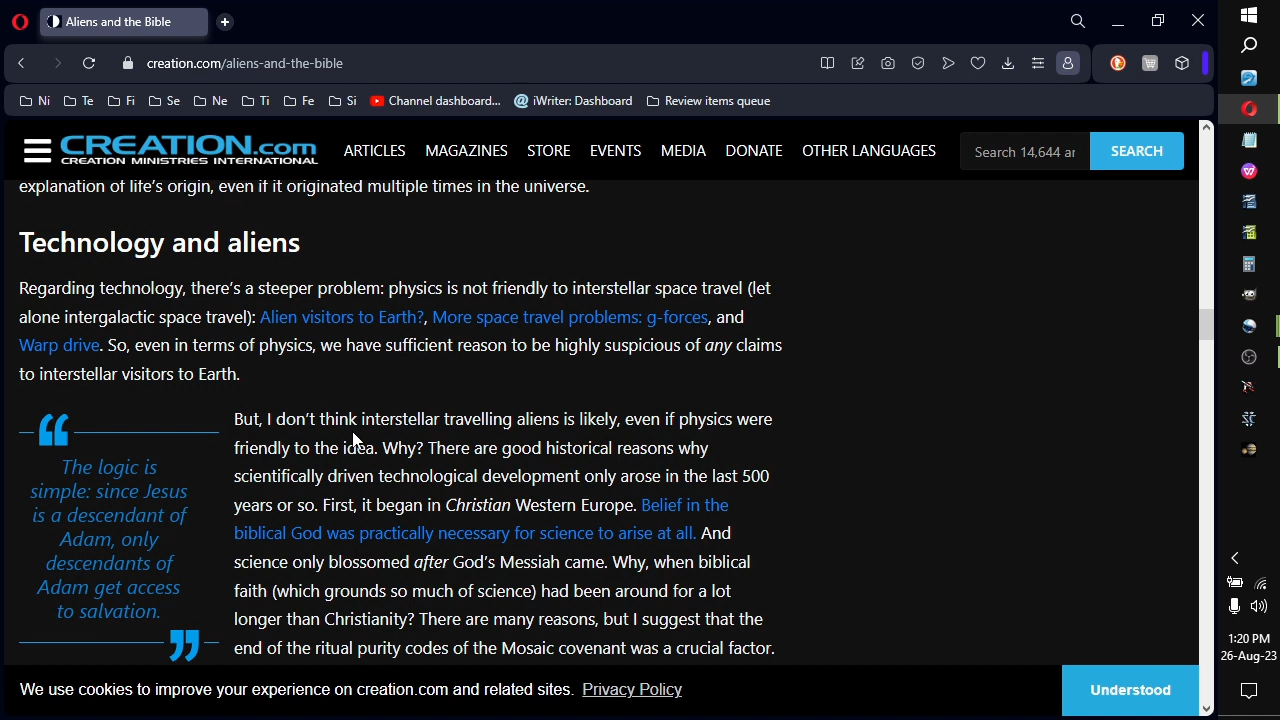 Aliens and the Bible
creation.com/aliens-and-the-bible
Ni Te Fi Se Ne Ti Fe Si Channel dashboard... iWriter: Dashboard Review items queue
CREATION.com
CREATION MINISTRIES INTERNATIONAL
ARTICLES MAGAZINES STORE EVENTS MEDIA DONATE OTHER LANGUAGES
Search 14,644 ar
SEARCH
explanation of life's origin, even if it originated multiple times in the universe.
Technology and aliens
Regarding technology, there's a steeper problem: physics is not friendly to interstellar space travel (let
alone intergalactic space travel): Alien visitors to Earth?, More space travel problems: g-forces, and
Warp drive. So, even in terms of physics, we have sufficient reason to be highly suspicious of any claims
to interstellar visitors to Earth.
“
The logic is
simple: since Jesus
is a descendant of
Adam, only
descendants of
Adam get access
to salvation.
”
But, I don't think interstellar travelling aliens is likely, even if physics were
friendly to the idea. Why? There are good historical reasons why
scientifically driven technological development only arose in the last 500
years or so. First, it began in Christian Western Europe. Belief in the
biblical God was practically necessary for science to arise at all. And
science only blossomed after God's Messiah came. Why, when biblical
faith (which grounds so much of science) had been around for a lot
longer than Christianity? There are many reasons, but I suggest that the
end of the ritual purity codes of the Mosaic covenant was a crucial factor.
We use cookies to improve your experience on creation.com and related sites. Privacy Policy
Understood
1:20 PM
26-Aug-23